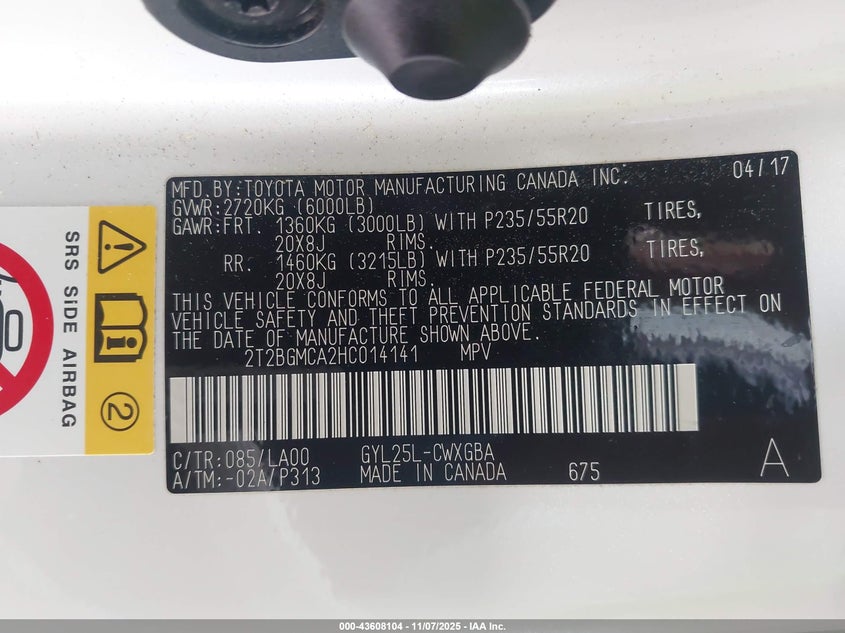 MFD.BY:TOYOTA MOTOR MANUFACTURING CANADA INC. 04/17
GVWR:2720KG (6000LB)
GAWR:FRT. 1360KG (3000LB) WITH P235/55R20 TIRES,
20X8J RIMS.
RR. 1460KG (3215LB) WITH P235/55R20 TIRES,
20X8J RIMS.
THIS VEHICLE CONFORMS TO ALL APPLICABLE FEDERAL MOTOR
VEHICLE SAFETY AND THEFT PREVENTION STANDARDS IN EFFECT ON
THE DATE OF MANUFACTURE SHOWN ABOVE.
2T2BGMCA2HC014141 MPV
C/TR:085/LA00 GYL25L-CWXGBA
A/TM:-02A/P313 MADE IN CANADA 675 A
SRS SIDE AIRBAG
2
000-43608104 | 11/07/2025 - IAA Inc.